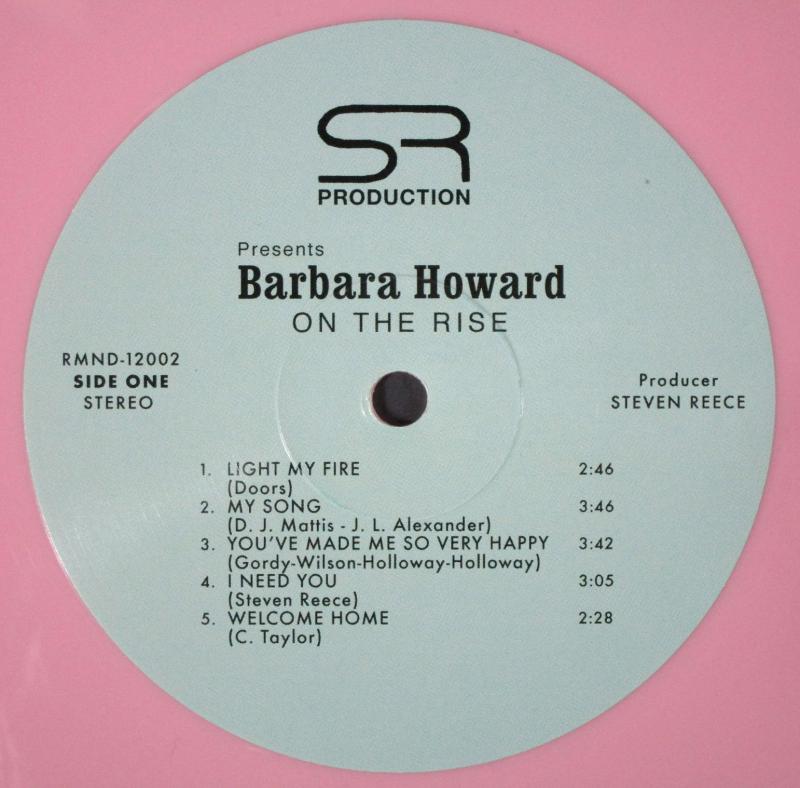 SR
PRODUCTION
Presents
Barbara Howard
ON THE RISE
RMND-12002
SIDE ONE
STEREO
Producer
STEVEN REECE
1. LIGHT MY FIRE 2:46
(Doors)
2. MY SONG 3:46
(D. J. Mattis - J. L. Alexander)
3. YOU'VE MADE ME SO VERY HAPPY 3:42
(Gordy-Wilson-Holloway-Holloway)
4. I NEED YOU 3:05
(Steven Reece)
5. WELCOME HOME 2:28
(C. Taylor)